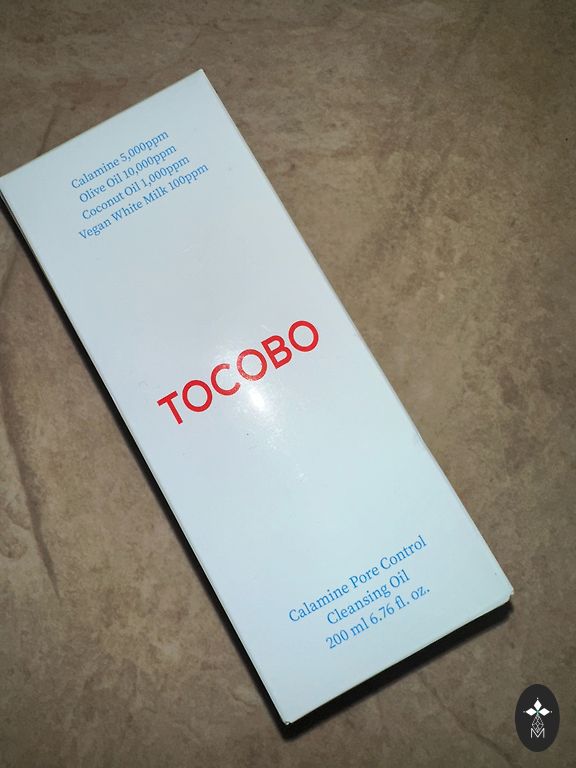 Calamine 5,000ppm
Olive Oil 10,000ppm
Coconut Oil 1,000ppm
Vegan White Milk 100ppm
TOCOBO
Calamine Pore Control
Cleansing Oil
200 ml 6.76 fl. oz.
M